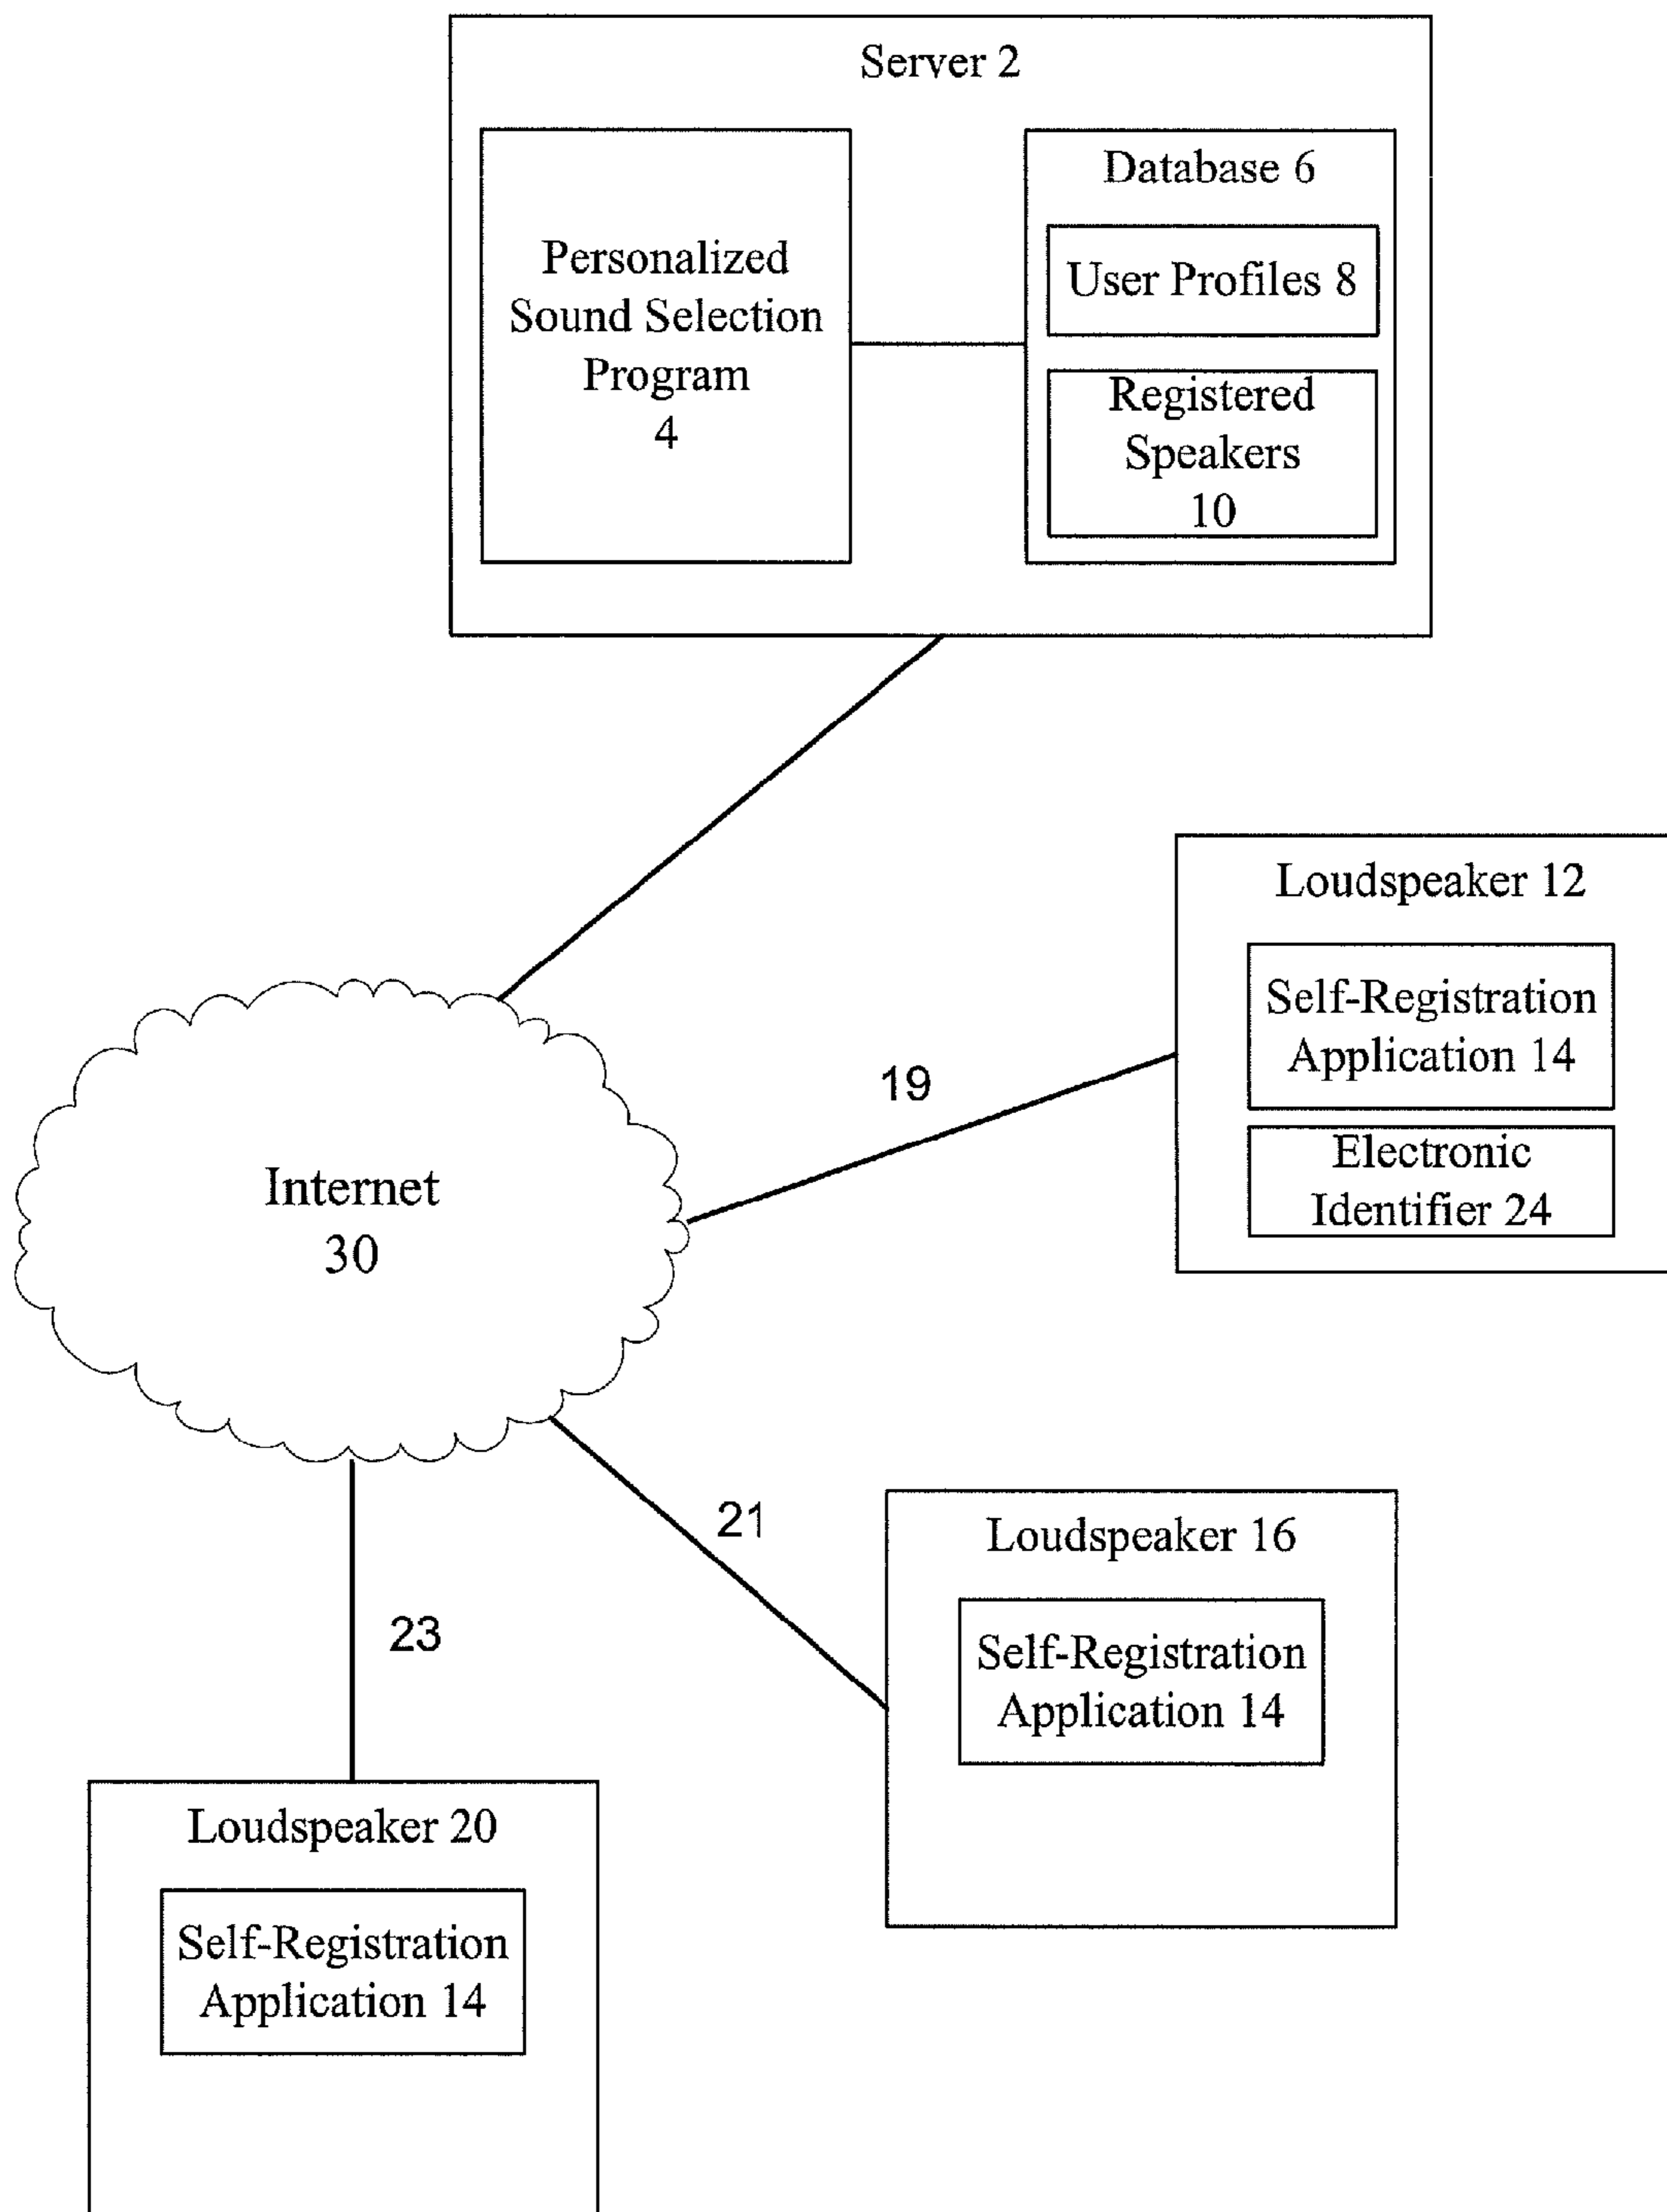 Server 2
Personalized
Sound Selection
Program
4
Database 6
User Profiles 8
Registered
Speakers
10
Loudspeaker 12
Self-Registration
Application 14
Electronic
Identifier 24
19
Internet
30
21
Loudspeaker 16
Self-Registration
Application 14
23
Loudspeaker 20
Self-Registration
Application 14